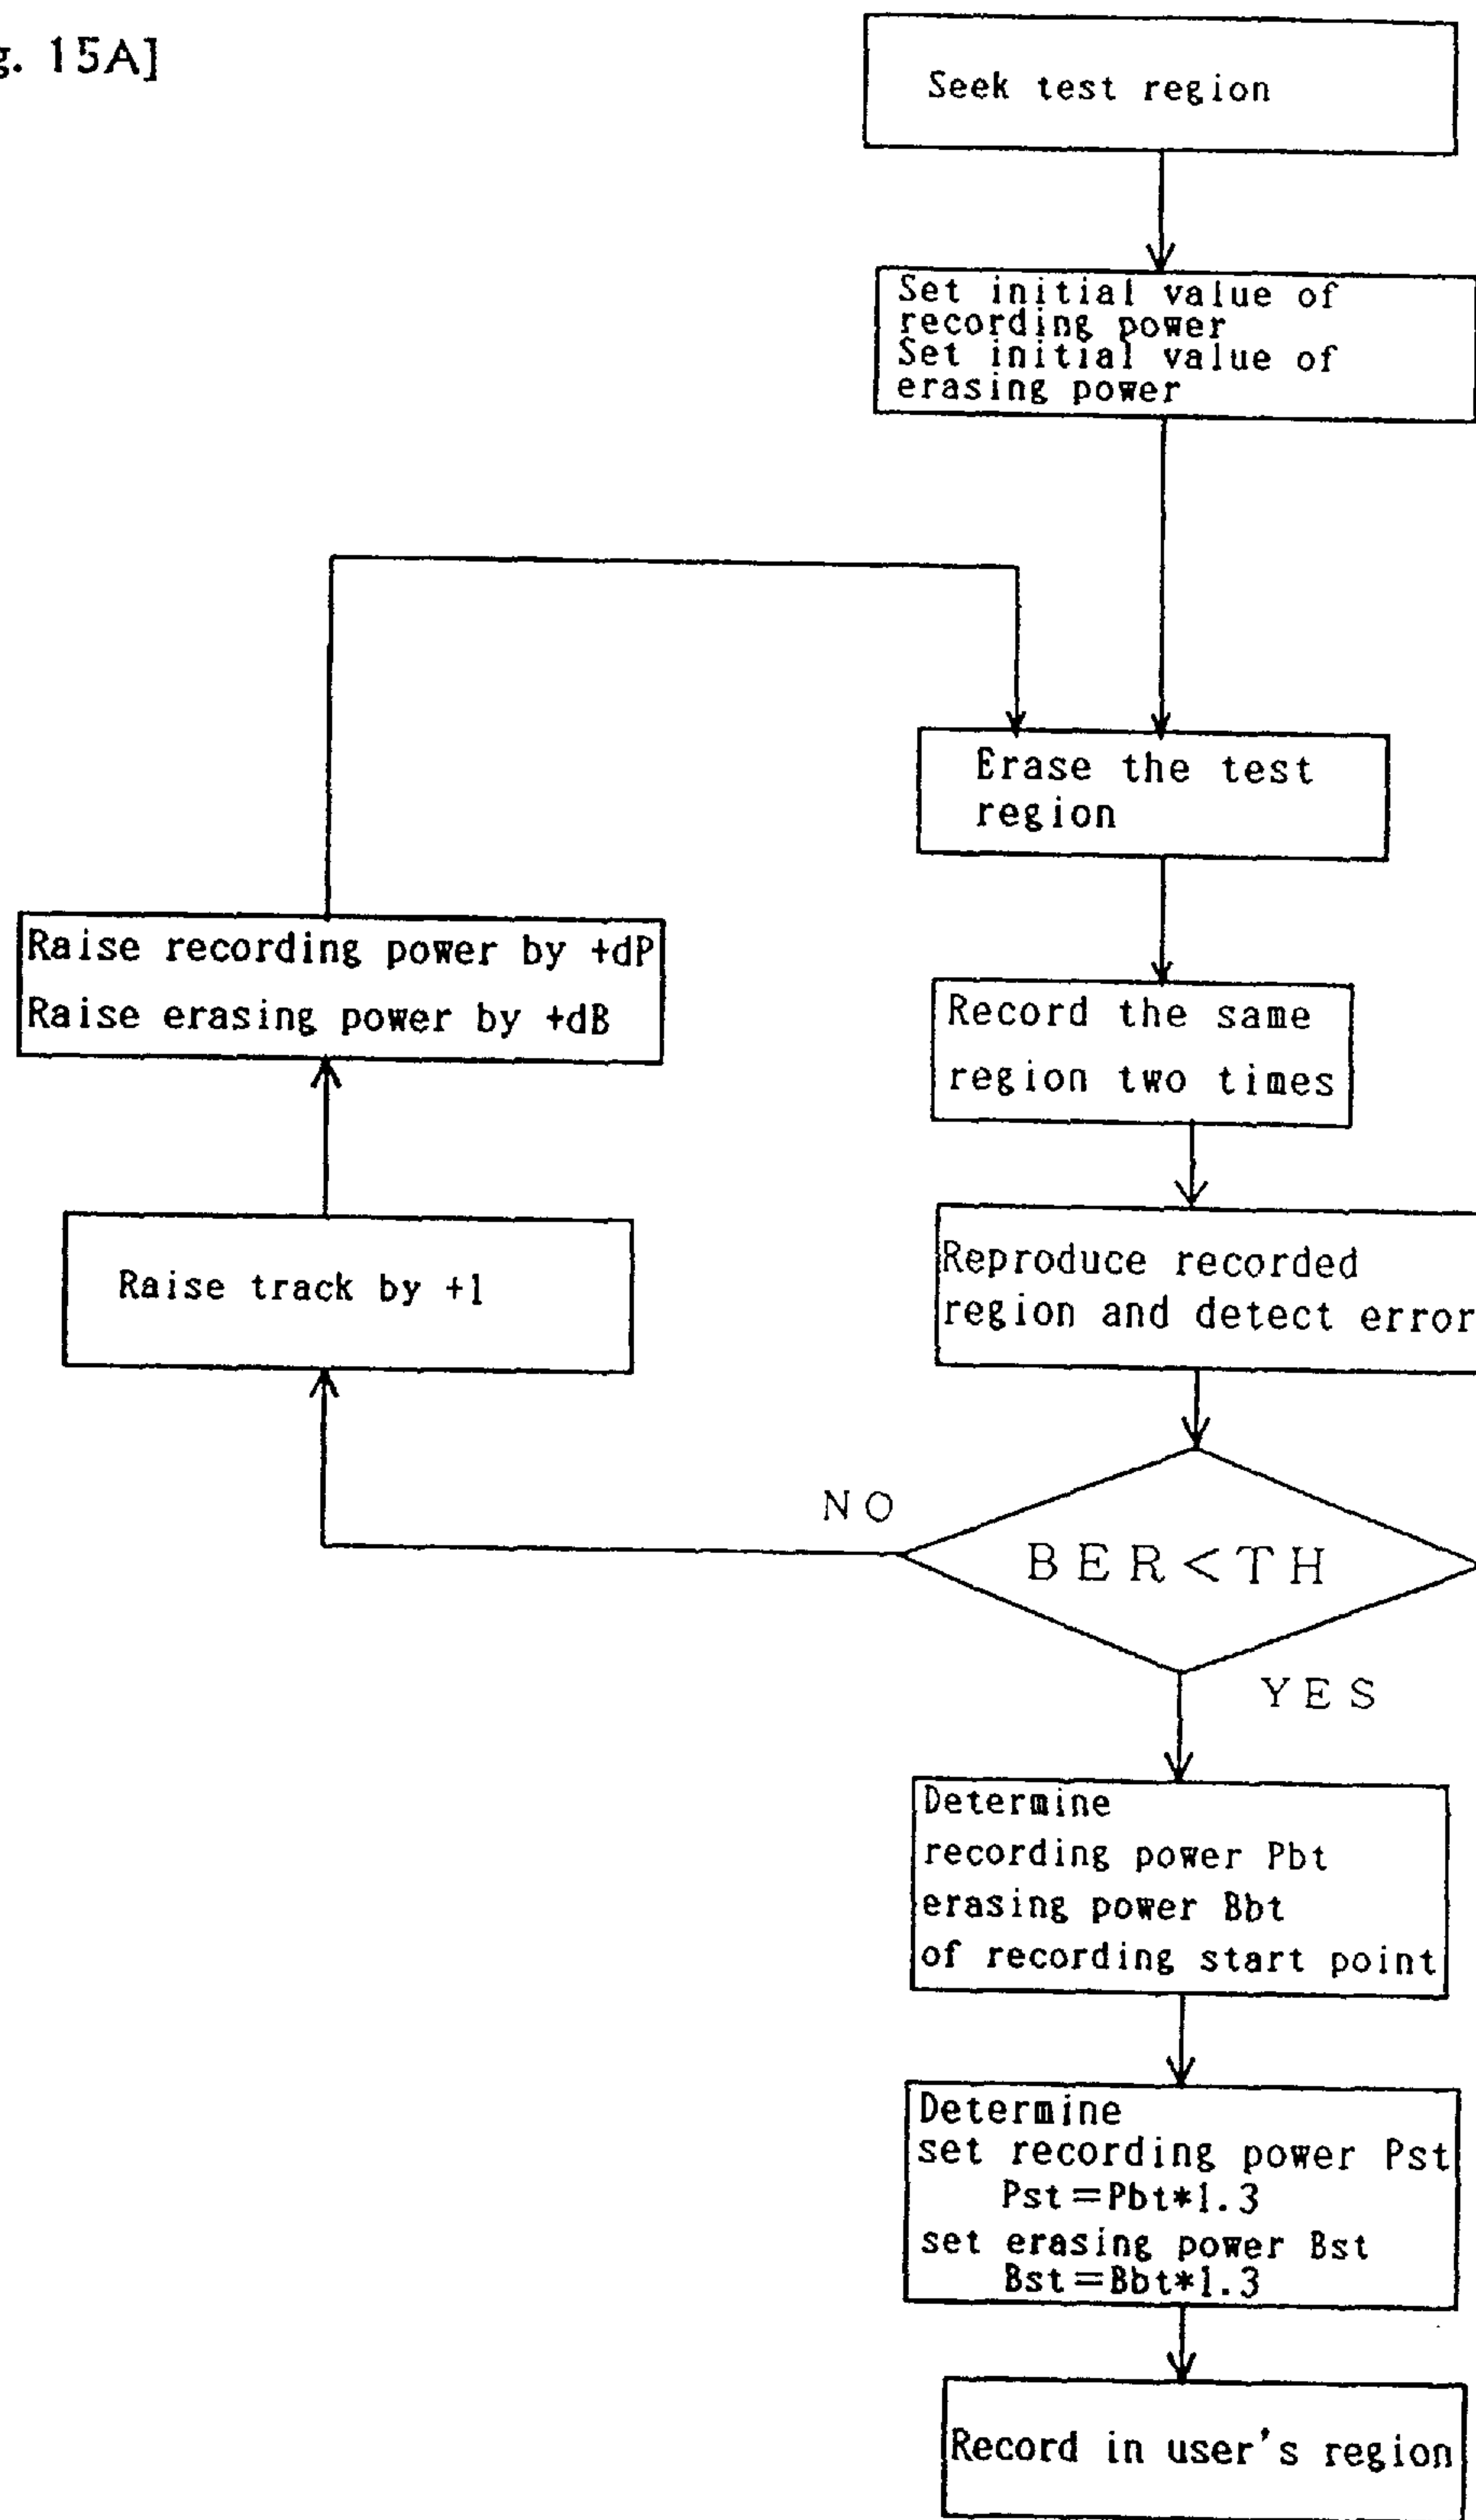 g. 15A]
Seek test region
Set initial value of
recording power
Set initial value of
erasing power
Erase the test
region
Raise recording power by +dP
Raise erasing power by +dB
Record the same
region two times
Raise track by +1
Reproduce recorded
region and detect error
NO
BER<TH
YES
Determine
recording power Pbt
erasing power Bbt
of recording start point
Determine
set recording power Pst
Pst=Pbt*1.3
set erasing power Bst
Bst=Bbt*1.3
Record in user's region